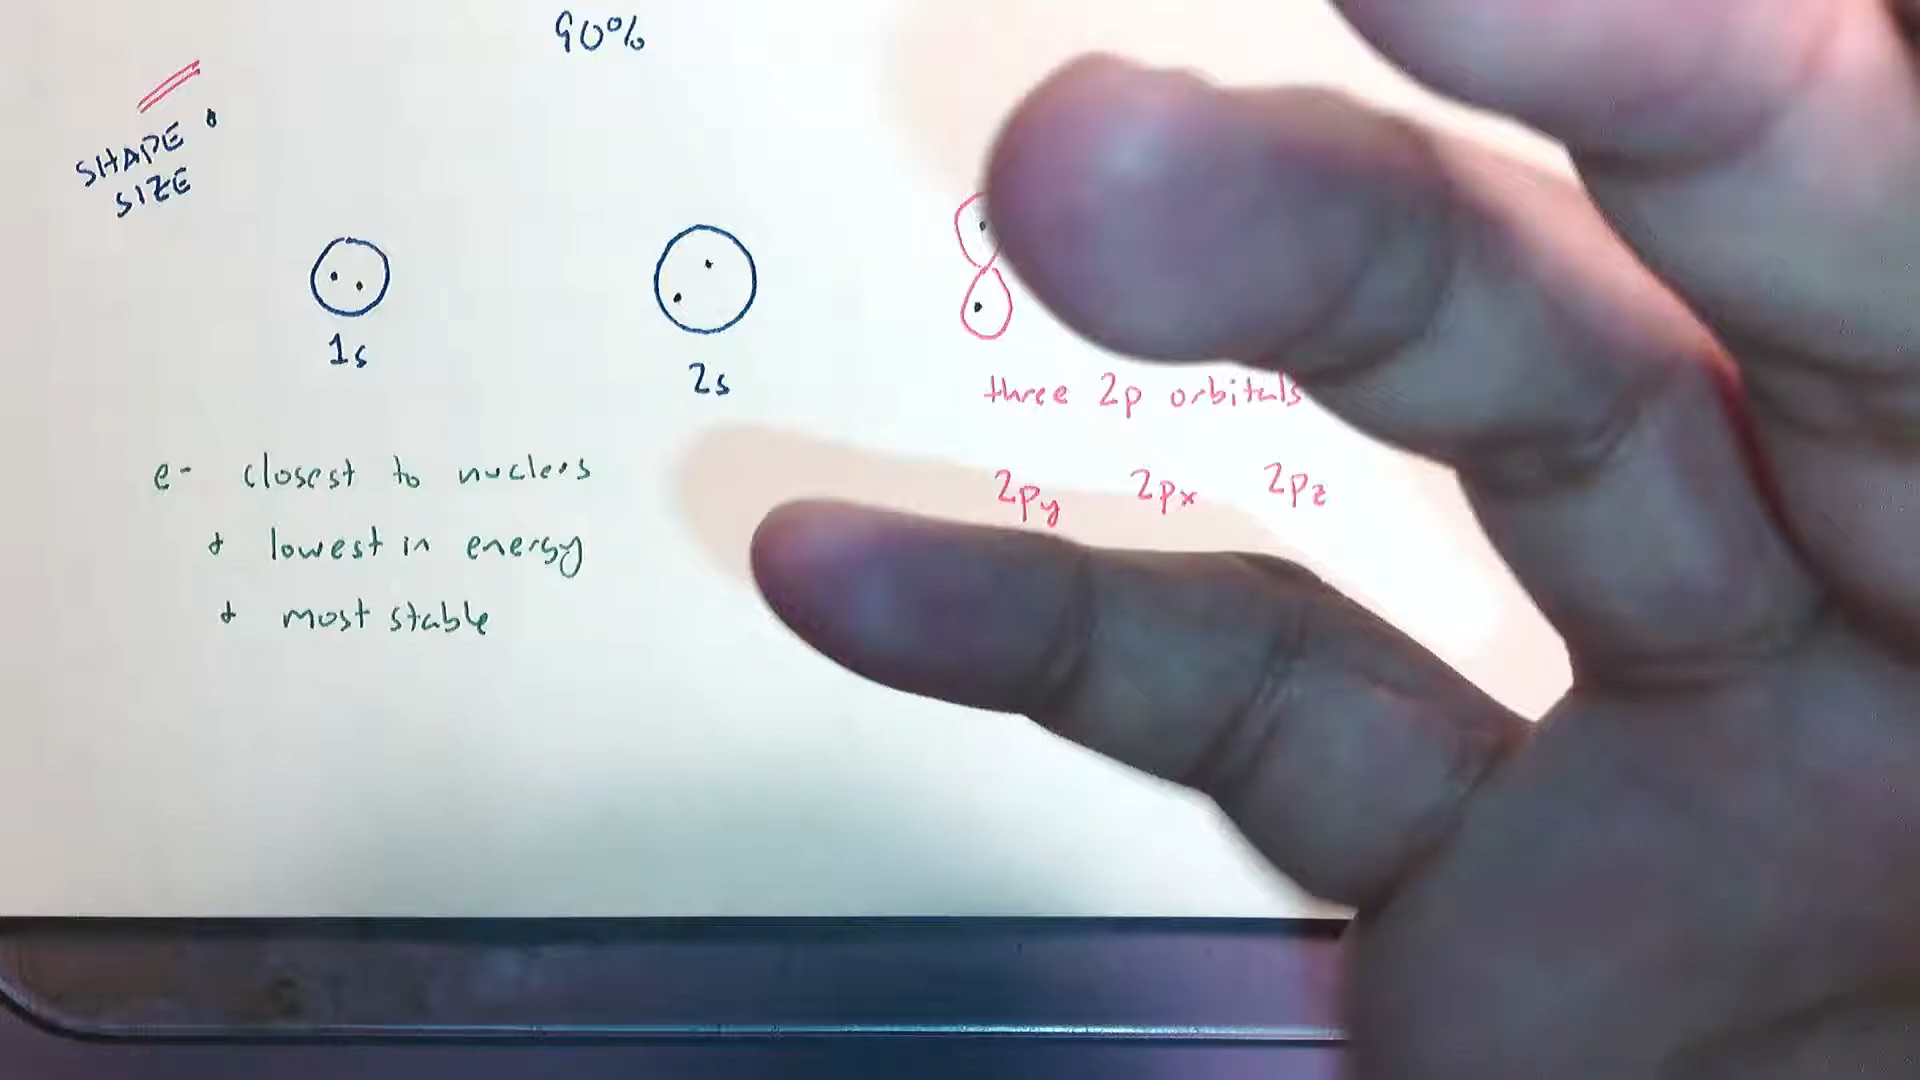 90%
SHAPE
SIZE
1s
2s
three 2p orbitals
2py 2px 2pz
e- closest to nucleus
+ lowest in energy
+ most stable